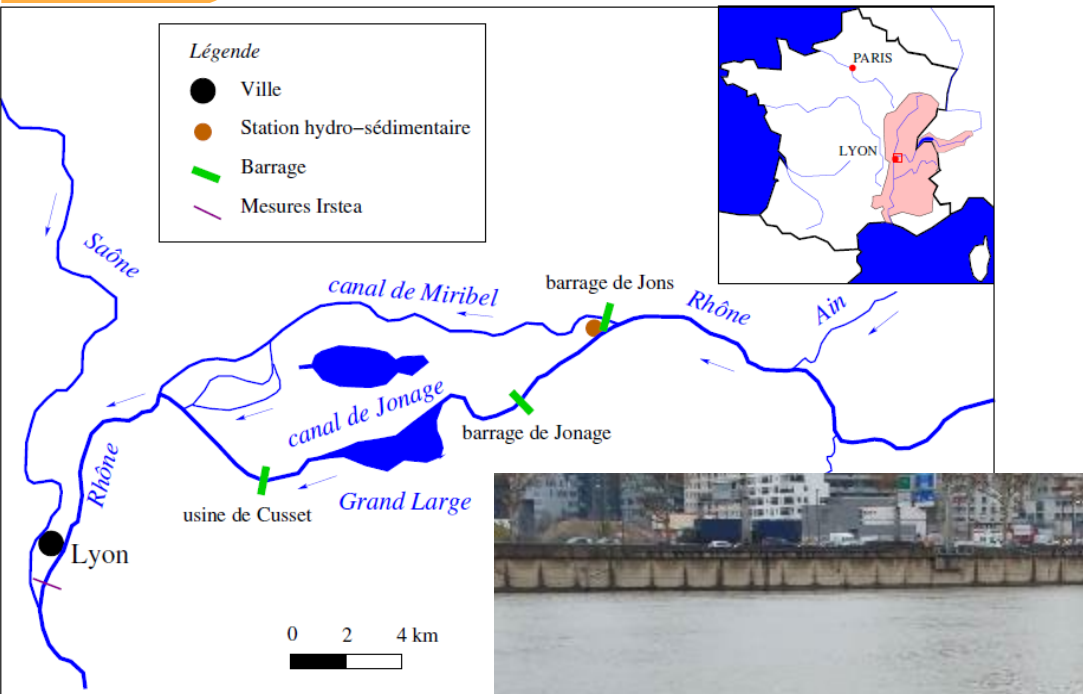 Légende
Ville
Station hydro−sédimentaire
Barrage
Mesures Irstea
PARIS
LYON
Saône
canal de Miribel
barrage de Jons
Rhône
Ain
canal de Jonage
barrage de Jonage
Grand Large
usine de Cusset
Rhône
Lyon
0 2 4 km